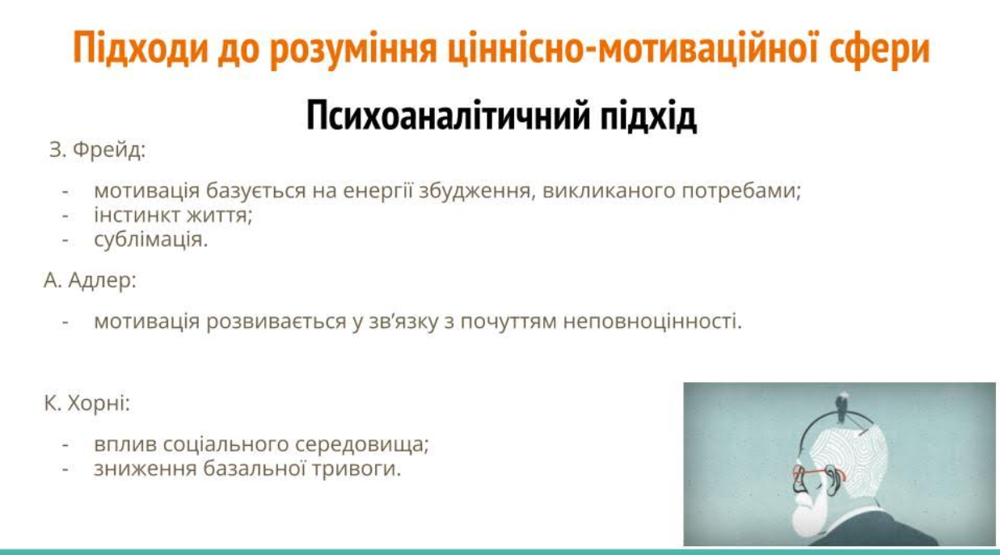 Підходи до розуміння ціннісно-мотиваційної сфери
Психоаналітичний підхід
З. Фрейд:
- мотивація базується на енергії збудження, викликаного потребами;
- інстинкт життя;
- сублімація.
А. Адлер:
- мотивація розвивається у зв’язку з почуттям неповноцінності.
К. Хорні:
- вплив соціального середовища;
- зниження базальної тривоги.